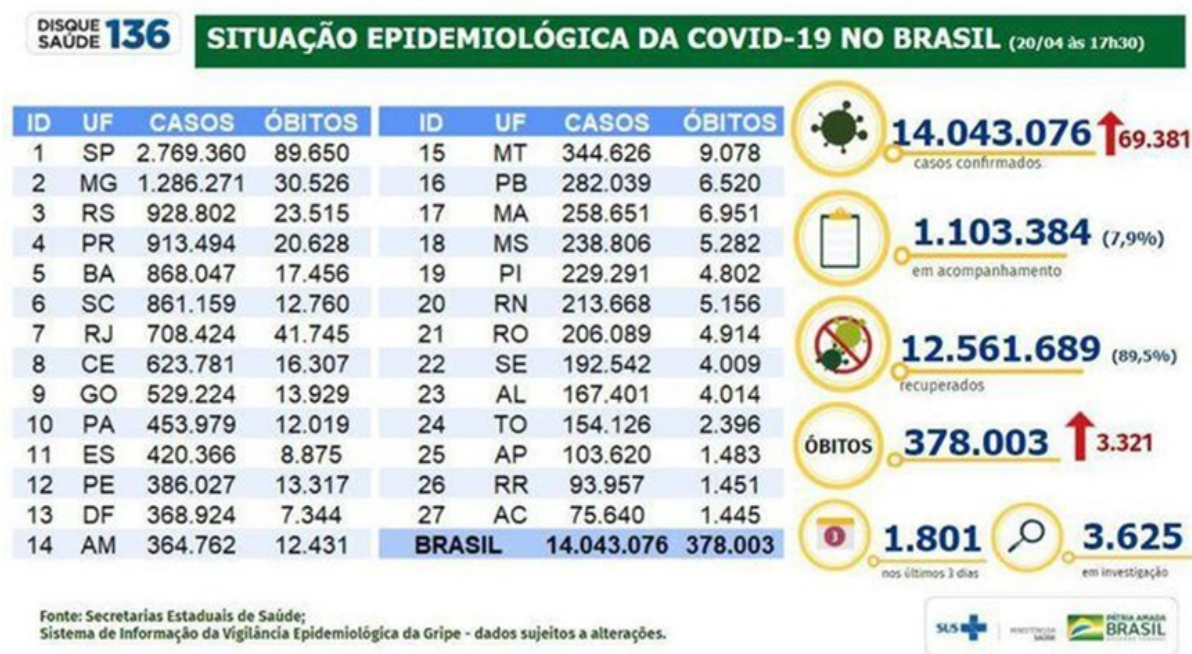 DISQUE
SAÚDE 136
SITUAÇÃO EPIDEMIOLÓGICA DA COVID-19 NO BRASIL (20/04 às 17h30)
ID UF CASOS ÓBITOS ID UF CASOS ÓBITOS
1 SP 2.769.360 89.650 15 MT 344.626 9.078
2 MG 1.286.271 30.526 16 PB 282.039 6.520
3 RS 928.802 23.515 17 MA 258.651 6.951
4 PR 913.494 20.628 18 MS 238.806 5.282
5 BA 868.047 17.456 19 PI 229.291 4.802
6 SC 861.159 12.760 20 RN 213.668 5.156
7 RJ 708.424 41.745 21 RO 206.089 4.914
8 CE 623.781 16.307 22 SE 192.542 4.009
9 GO 529.224 13.929 23 AL 167.401 4.014
10 PA 453.979 12.019 24 TO 154.126 2.396
11 ES 420.366 8.875 25 AP 103.620 1.483
12 PE 386.027 13.317 26 RR 93.957 1.451
13 DF 368.924 7.344 27 AC 75.640 1.445
14 AM 364.762 12.431 BRASIL 14.043.076 378.003
14.043.076 69.381
casos confirmados
1.103.384 (7,9%)
em acompanhamento
12.561.689 (89,5%)
recuperados
ÓBITOS 378.003 3.321
3 1.801 3.625
nos últimos 3 dias em investigação
Fonte: Secretarias Estaduais de Saúde;
Sistema de Informação da Vigilância Epidemiológica da Gripe - dados sujeitos a alterações.
SUS
MINISTÉRIO DA
SAÚDE
PÁTRIA AMADA
BRASIL